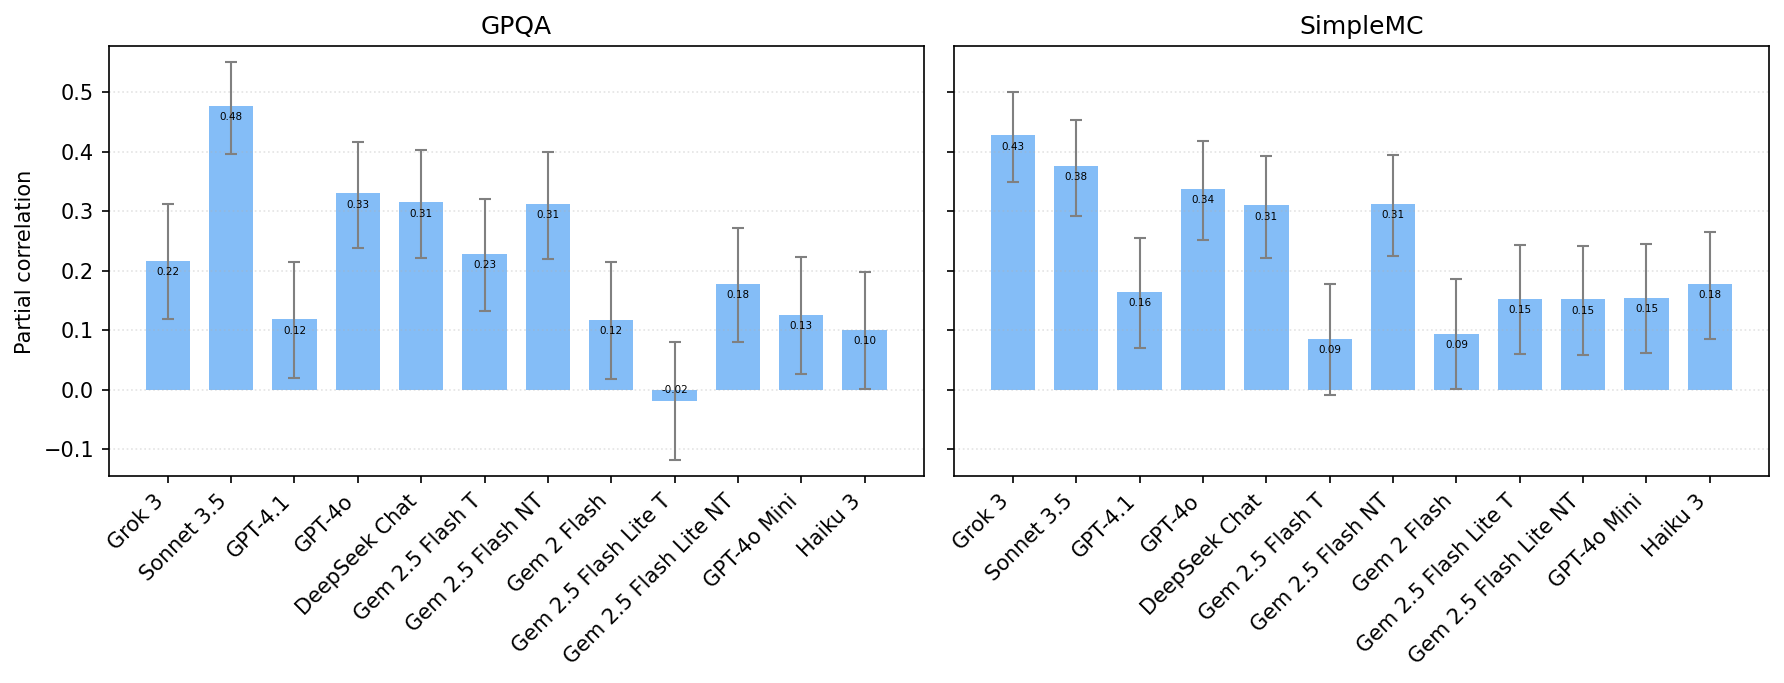 GPQA
SimpleMC
Partial correlation
0.5
0.4
0.3
0.2
0.1
0.0
−0.1
0.22
0.48
0.12
0.33
0.31
0.23
0.31
0.12
-0.02
0.18
0.13
0.10
0.43
0.38
0.16
0.34
0.31
0.09
0.31
0.09
0.15
0.15
0.15
0.18
Grok 3
Sonnet 3.5
GPT-4.1
GPT-4o
DeepSeek Chat
Gem 2.5 Flash T
Gem 2.5 Flash NT
Gem 2 Flash
Gem 2.5 Flash Lite T
Gem 2.5 Flash Lite NT
GPT-4o Mini
Haiku 3
Grok 3
Sonnet 3.5
GPT-4.1
GPT-4o
DeepSeek Chat
Gem 2.5 Flash T
Gem 2.5 Flash NT
Gem 2 Flash
Gem 2.5 Flash Lite T
Gem 2.5 Flash Lite NT
GPT-4o Mini
Haiku 3